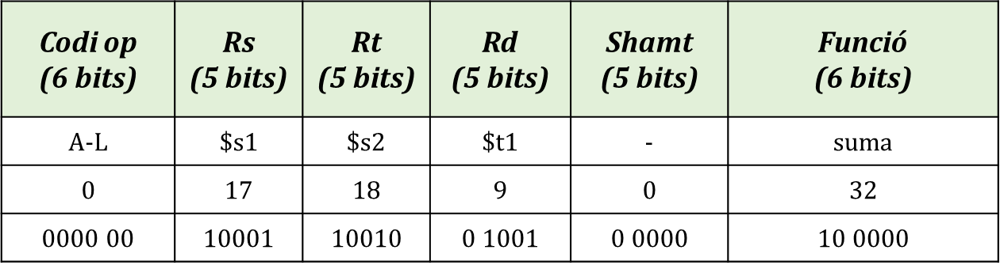 Codi op Rs Rt Rd Shamt Funció
(6 bits) (5 bits) (5 bits) (5 bits) (5 bits) (6 bits)
A-L $s1 $s2 $t1 - suma
0 17 18 9 0 32
0000 00 10001 10010 0 1001 0 0000 10 0000